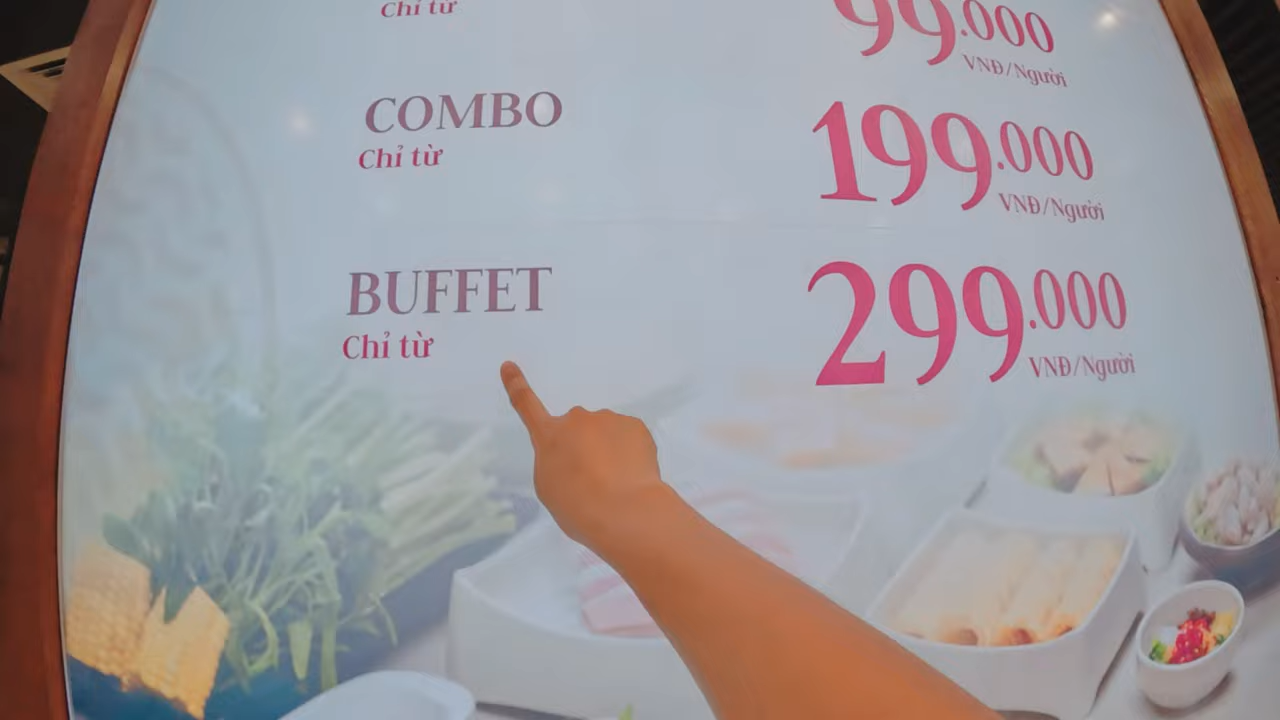 Chỉ từ
99.000
VNĐ/Người
COMBO
Chỉ từ
199.000
VNĐ/Người
BUFFET
Chỉ từ
299.000
VNĐ/Người